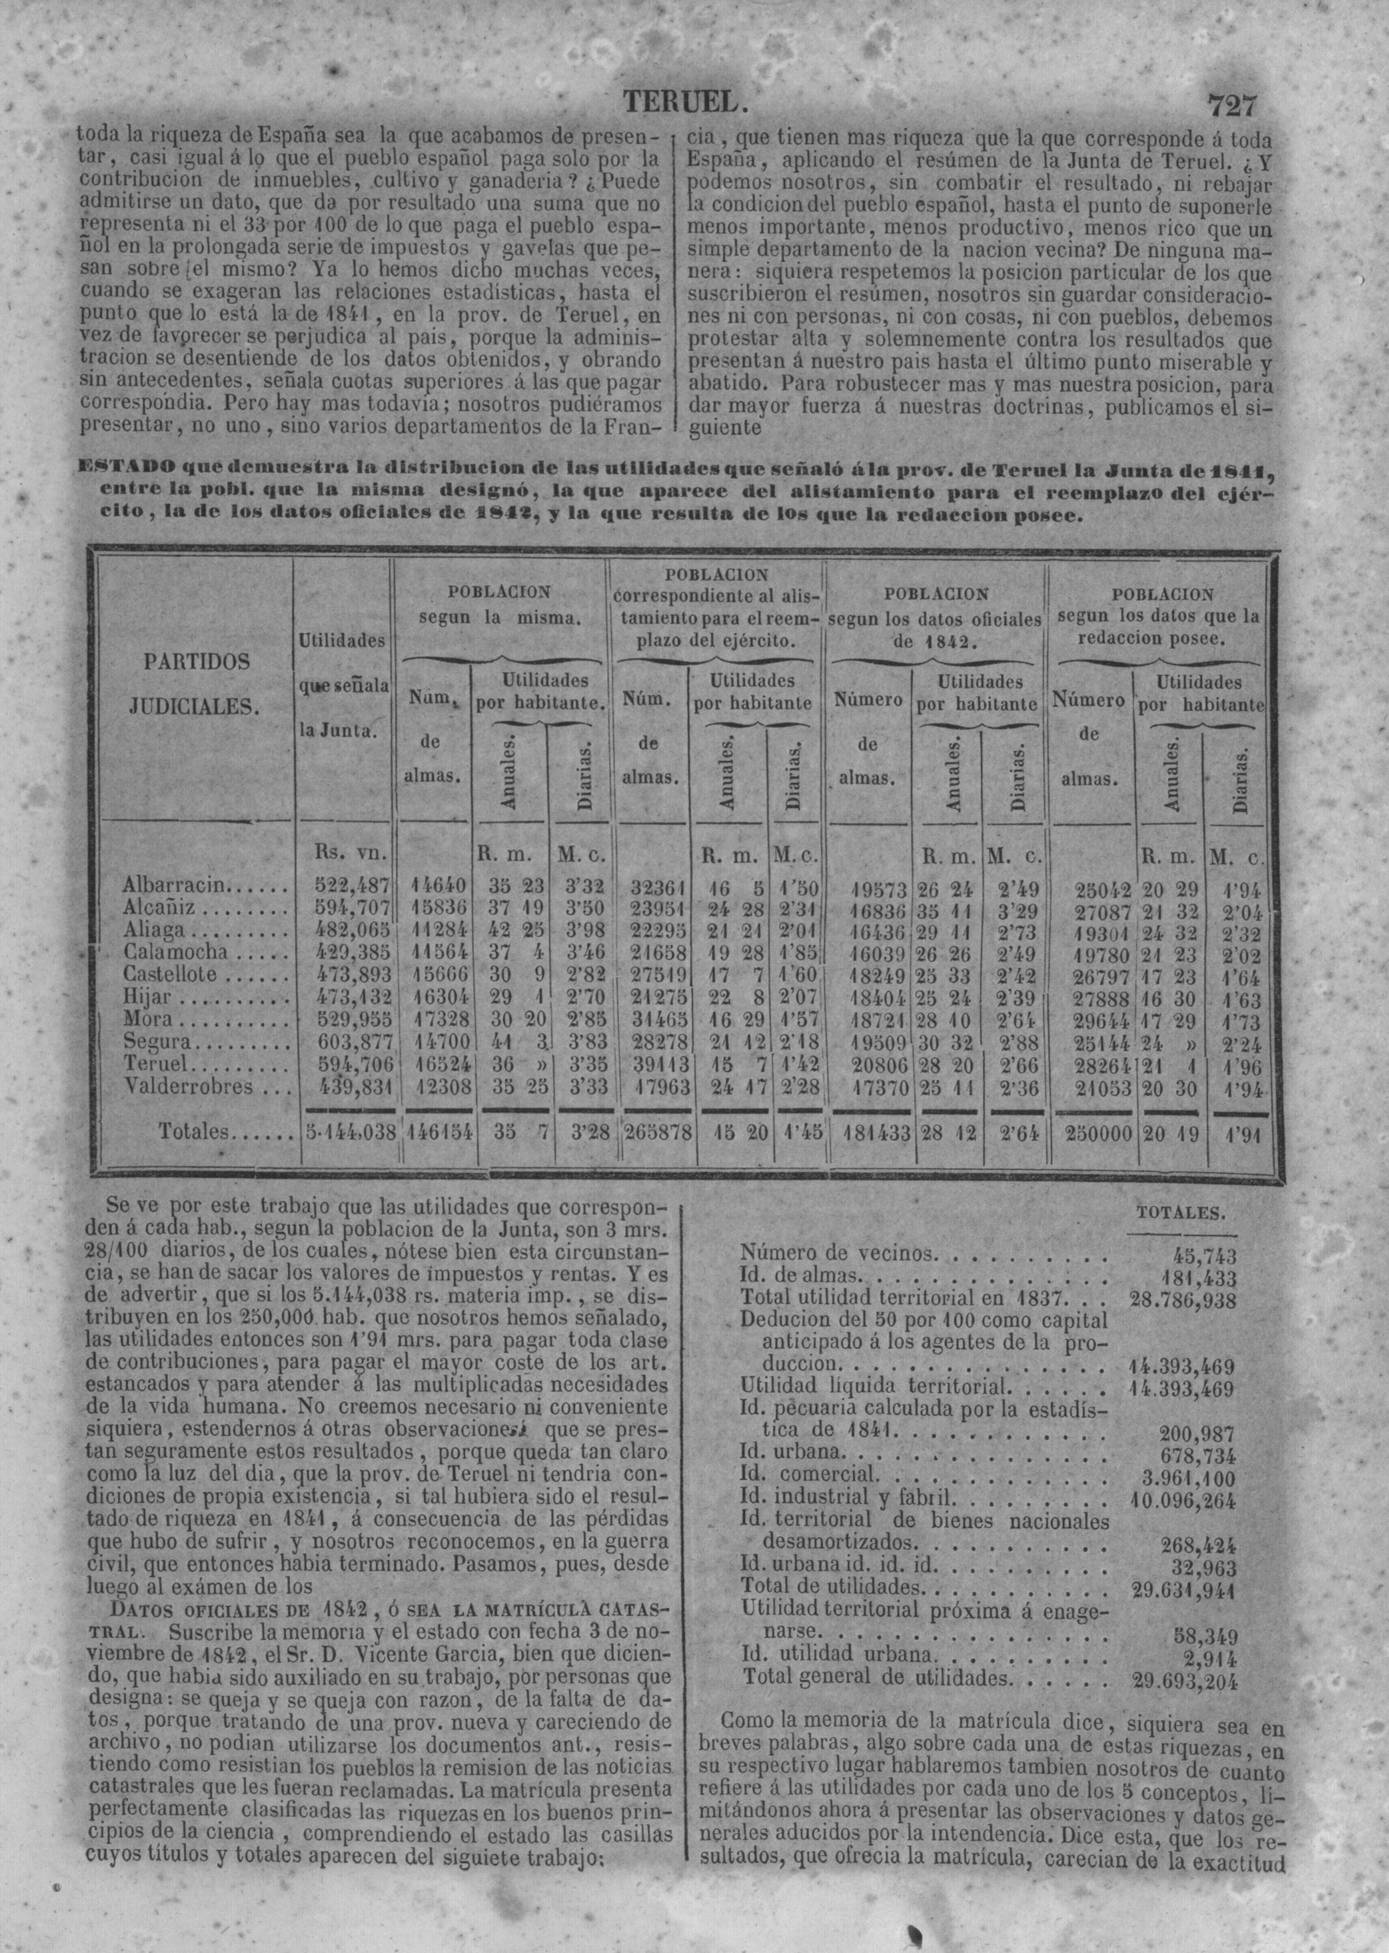 TERUEL.
727
toda la riqueza de España sea la que acabamos de presen-
tar, casi igual á lo que el pueblo español paga solo por la
contribucion de inmuebles, cultivo y ganaderia? ¿Puede
admitirse un dato, que da por resultado una suma que no
representa ni el 33 por 100 de lo que paga el pueblo espa-
ñol en la prolongada serie de impuestos y gavelas que pe-
san sobre el mismo? Ya lo hemos dicho muchas veces,
cuando se exageran las relaciones estadisticas, hasta el
punto que lo está la de 1841, en la prov. de Teruel, en
vez de favorecer se perjudica al pais, porque la adminis-
tracion se desentiende de los datos obtenidos, y obrando
sin antecedentes, señala cuotas superiores á las que pagar
correspondia. Pero hay mas todavia; nosotros pudiéramos
presentar, no uno, sino varios departamentos de la Fran-
cia, que tienen mas riqueza que la que corresponde á toda
España, aplicando el resúmen de la Junta de Teruel. ¿Y
podemos nosotros, sin combatir el resultado, ni rebajar
la condicion del pueblo español, hasta el punto de suponerle
menos importante, menos productivo, menos rico que un
simple departamento de la nacion vecina? De ninguna ma-
nera: siquiera respetemos la posicion particular de los que
suscribieron el resúmen, nosotros sin guardar consideracio-
nes ni con personas, ni con cosas, ni con pueblos, debemos
protestar alta y solemnemente contra los resultados que
presentan á nuestro pais hasta el último punto miserable y
abatido. Para robustecer mas y mas nuestra posicion, para
dar mayor fuerza á nuestras doctrinas, publicamos el si-
guiente
ESTADO que demuestra la distribucion de las utilidades que señaló á la prov. de Teruel la Junta de 1841,
entre la pobl. que la misma designó, la que aparece del alistamiento para el reemplazo del ejér-
cito, la de los datos oficiales de 1842, y la que resulta de los que la redaccion posee.
PARTIDOS
JUDICIALES.
Utilidades
que señala
la Junta.
POBLACION
segun la misma.
POBLACION
correspondiente al alis-
tamiento para el reem-
plazo del ejército.
POBLACION
segun los datos oficiales
de 1842.
POBLACION
segun los datos que la
redaccion posee.
Núm.
de
almas.
Utilidades
por habitante.
Anuales.
Diarias.
Núm.
de
almas.
Utilidades
por habitante
Anuales.
Diarias.
Número
de
almas.
Utilidades
por habitante
Anuales.
Diarias.
Número
de
almas.
Utilidades
por habitante
Anuales.
Diarias.
Rs. vn. R. m. M. c. R. m. M. c. R. m. M. c. R. m. M. c.
Albarracin...... 522,487 14640 35 23 3'32 32361 16 5 1'50 19573 26 24 2'49 25042 20 29 1'94
Alcañiz........ 594,707 15836 37 19 3'50 23951 24 28 2'31 16836 35 11 3'29 27087 21 32 2'04
Aliaga......... 482,065 11284 42 25 3'98 22295 21 21 2'01 16436 29 11 2'73 19301 24 32 2'32
Calamocha..... 429,385 11564 37 4 3'46 21658 19 28 1'85 16039 26 26 2'49 19780 21 23 2'02
Castellote...... 473,893 15666 30 9 2'82 27519 17 7 1'60 18249 25 33 2'42 26797 17 23 1'64
Hijar.......... 473,132 16304 29 1 2'70 21275 22 8 2'07 18404 25 24 2'39 27888 16 30 1'63
Mora.......... 529,955 17328 30 20 2'85 31465 16 29 1'57 18721 28 10 2'64 29644 17 29 1'73
Segura......... 603,877 14700 41 3 3'83 28278 21 12 2'18 19509 30 32 2'88 25144 24 » 2'24
Teruel......... 594,706 16524 36 » 3'35 39113 15 7 1'42 20806 28 20 2'66 28264 21 1 1'96
Valderrobres... 439,831 12308 35 25 3'33 17963 24 17 2'28 17370 25 11 2'36 21053 20 30 1'94
Totales...... 5.144,038 146154 35 7 3'28 265878 15 20 1'45 181433 28 12 2'64 250000 20 19 1'91
Se ve por este trabajo que las utilidades que correspon-
den á cada hab., segun la poblacion de la Junta, son 3 mrs.
28/100 diarios, de los cuales, nótese bien esta circunstan-
cia, se han de sacar los valores de impuestos y rentas. Y es
de advertir, que si los 5.144,038 rs. materia imp., se dis-
tribuyen en los 250,000 hab. que nosotros hemos señalado,
las utilidades entonces son 1'91 mrs. para pagar toda clase
de contribuciones, para pagar el mayor coste de los art.
estancados y para atender á las multiplicadas necesidades
de la vida humana. No creemos necesario ni conveniente
siquiera, estendernos á otras observaciones á que se pres-
tan seguramente estos resultados, porque queda tan claro
como la luz del dia, que la prov. de Teruel ni tendria con-
diciones de propia existencia, si tal hubiera sido el resul-
tado de riqueza en 1841, á consecuencia de las pérdidas
que hubo de sufrir, y nosotros reconocemos, en la guerra
civil, que entonces habia terminado. Pasamos, pues, desde
luego al exámen de los
DATOS OFICIALES DE 1842, Ó SEA LA MATRÍCULA CATAS-
TRAL. Suscribe la memoria y el estado con fecha 3 de no-
viembre de 1842, el Sr. D. Vicente Garcia, bien que dicien-
do, que habia sido auxiliado en su trabajo, por personas que
designa: se queja y se queja con razon, de la falta de da-
tos, porque tratando de una prov. nueva y careciendo de
archivo, no podian utilizarse los documentos ant., resis-
tiendo como resistian los pueblos la remision de las noticias
catastrales que les fueran reclamadas. La matrícula presenta
perfectamente clasificadas las riquezas en los buenos prin-
cipios de la ciencia, comprendiendo el estado las casillas
cuyos titulos y totales aparecen del siguiete trabajo:
TOTALES.
Número de vecinos.......... 45,743
Id. de almas.............. 181,433
Total utilidad territorial en 1837... 28.786,938
Deducion del 50 por 100 como capital
anticipado á los agentes de la pro-
duccion............... 14.393,469
Utilidad líquida territorial...... 14.393,469
Id. pecuaria calculada por la estadís-
tica de 1841............ 200,987
Id. urbana............... 678,734
Id. comercial............. 3.961,100
Id. industrial y fabril......... 10.096,264
Id. territorial de bienes nacionales
desamortizados........... 268,424
Id. urbana id. id. id.......... 32,963
Total de utilidades........... 29.631,941
Utilidad territorial próxima á enage-
narse................ 58,349
Id. utilidad urbana.......... 2,914
Total general de utilidades...... 29.693,204
Como la memoria de la matrícula dice, siquiera sea en
breves palabras, algo sobre cada una de estas riquezas, en
su respectivo lugar hablaremos tambien nosotros de cuanto
refiere á las utilidades por cada uno de los 5 conceptos, li-
mitándonos ahora á presentar las observaciones y datos ge-
nerales aducidos por la intendencia. Dice esta, que los re-
sultados, que ofrecia la matrícula, carecian de la exactitud